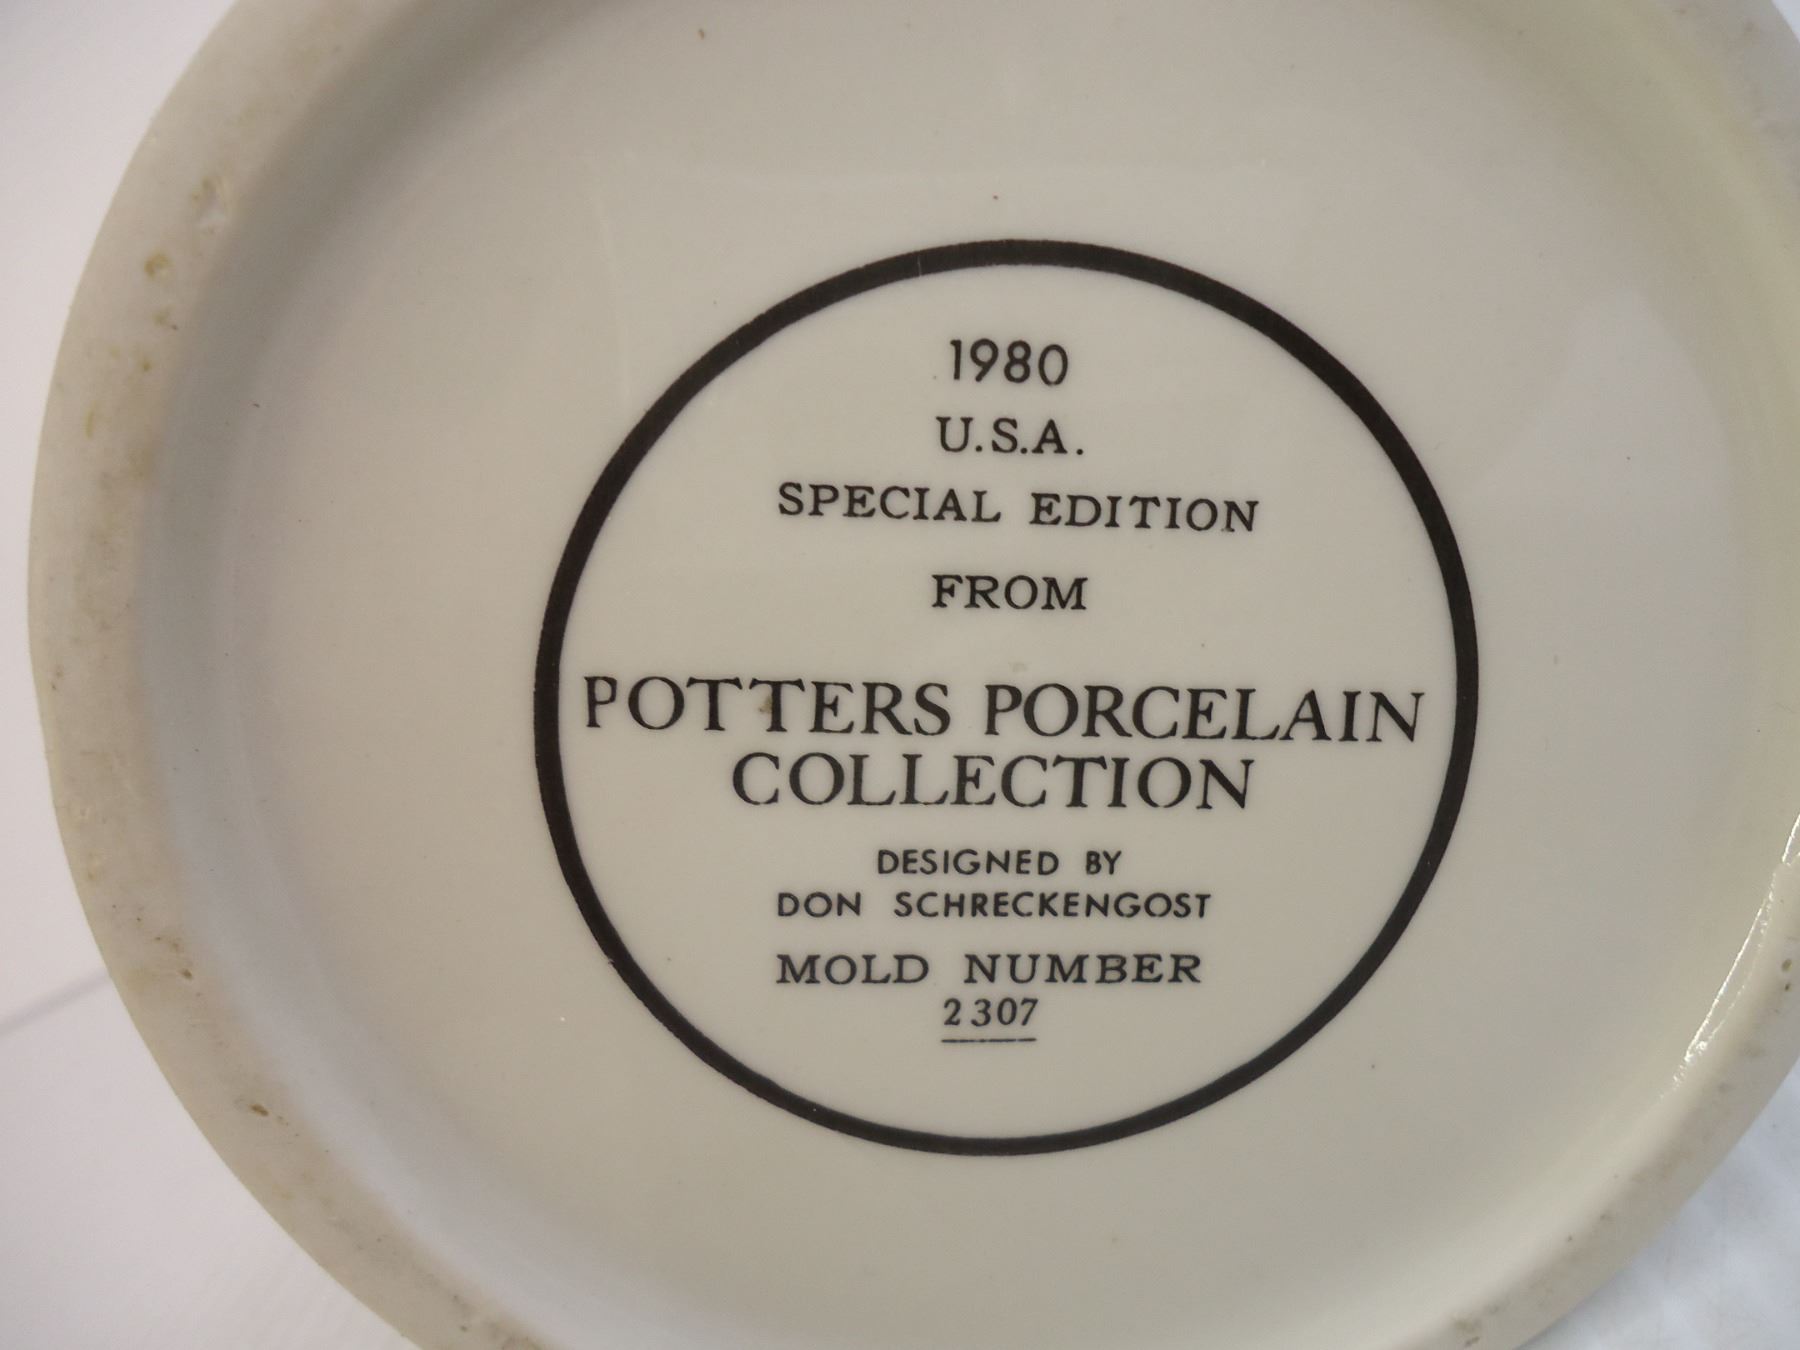 1980
U.S.A.
SPECIAL EDITION
FROM
POTTERS PORCELAIN
COLLECTION
DESIGNED BY
DON SCHRECKENGOST
MOLD NUMBER
2307